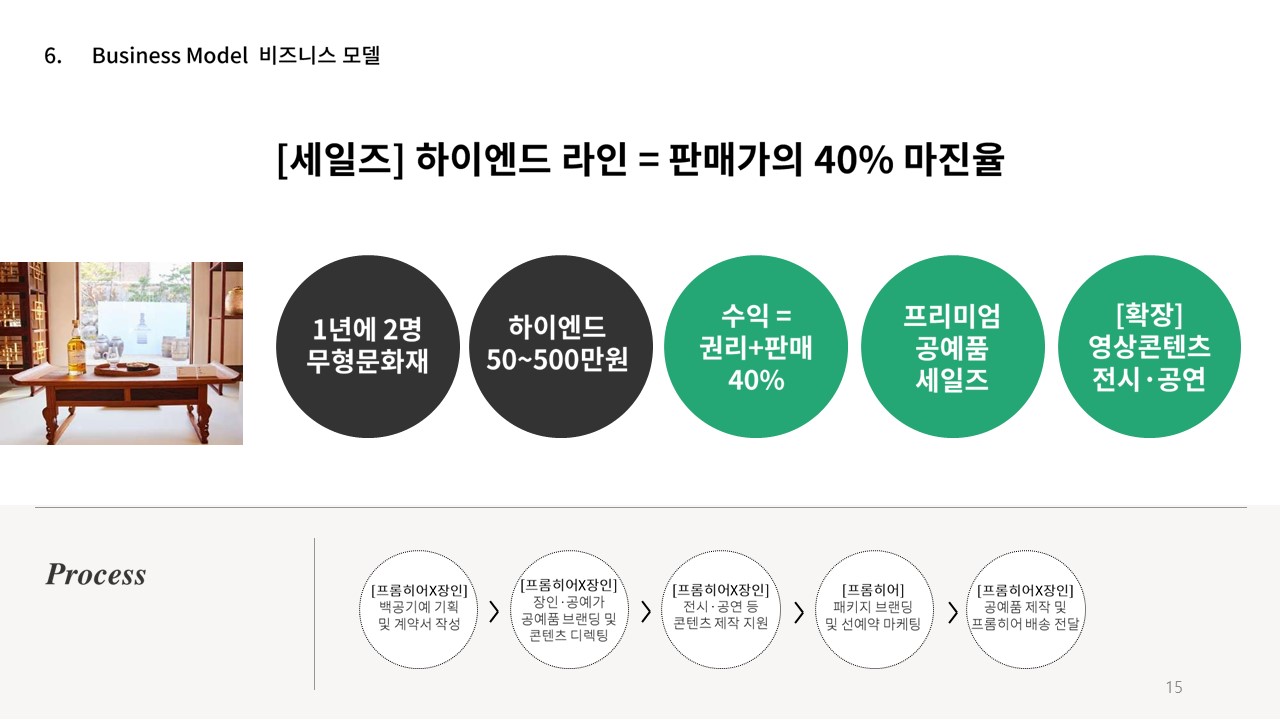 6. Business Model 비즈니스 모델
[세일즈] 하이엔드 라인 = 판매가의 40% 마진율
1년에 2명
무형문화재
하이엔드
50~500만원
수익 =
권리+판매
40%
프리미엄
공예품
세일즈
[확장]
영상콘텐츠
전시·공연
Process
[프롬히어X장인]
백공기예 기획
및 계약서 작성
[프롬히어X장인]
장인·공예가
공예품 브랜딩 및
콘텐츠 디렉팅
[프롬히어X장인]
전시·공연 등
콘텐츠 제작 지원
[프롬히어]
패키지 브랜딩
및 선예약 마케팅
[프롬히어X장인]
공예품 제작 및
프롬히어 배송 전달
15